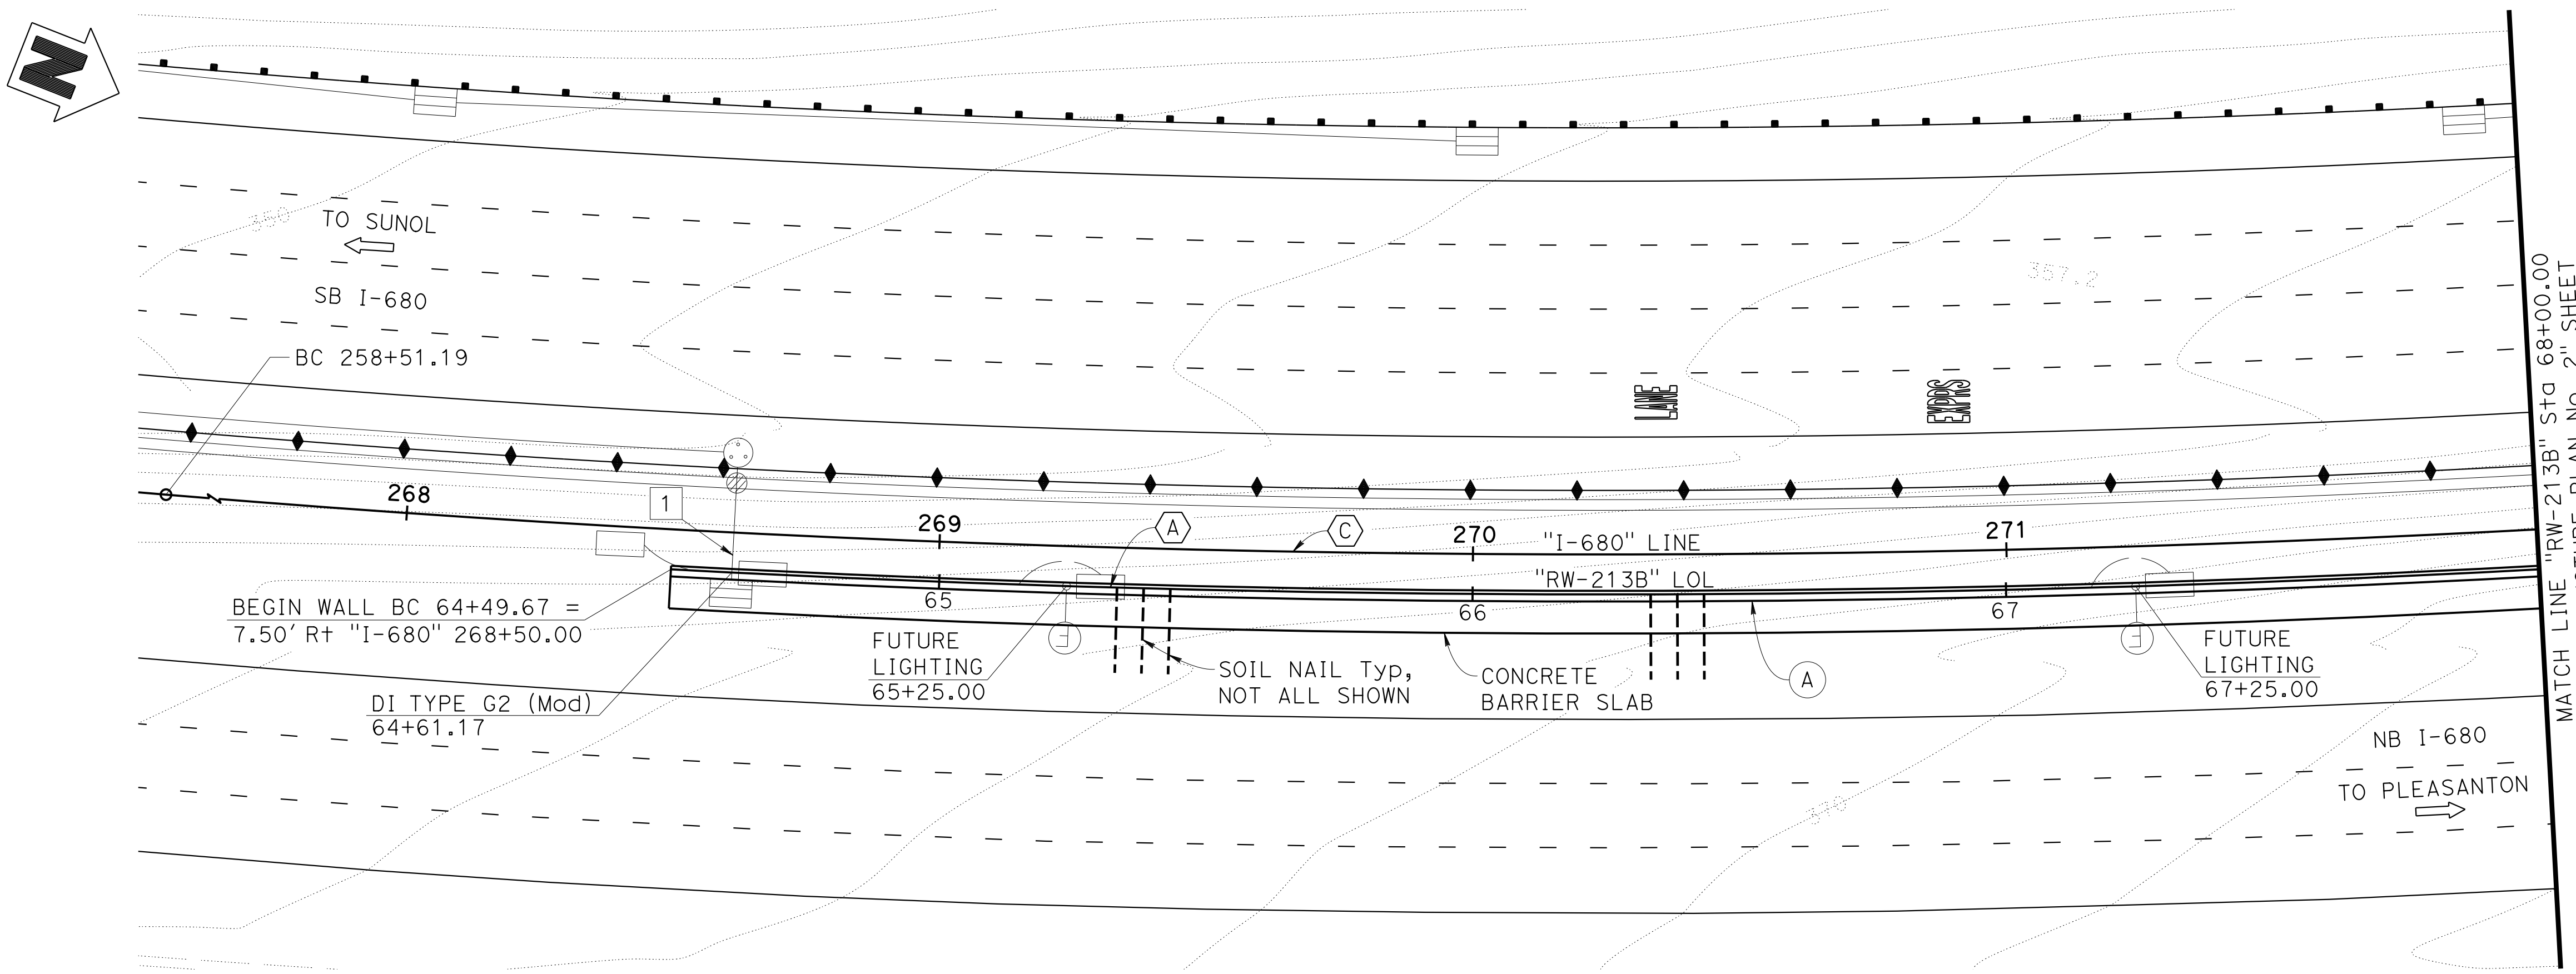 N
350
TO SUNOL
SB I-680
BC 258+51.19
357.2
LANE
EXPRS
268
1
269
A
C
270
"I-680" LINE
271
"RW-213B" LOL
65
66
67
BEGIN WALL BC 64+49.67 =
7.50' Rt "I-680" 268+50.00
DI TYPE G2 (Mod)
64+61.17
FUTURE
LIGHTING
65+25.00
F
SOIL NAIL Typ,
NOT ALL SHOWN
CONCRETE
BARRIER SLAB
A
F
FUTURE
LIGHTING
67+25.00
NB I-680
TO PLEASANTON
370
MATCH LINE "RW-213B" Sta 68+00.00
PLAN No. 2" SHEET